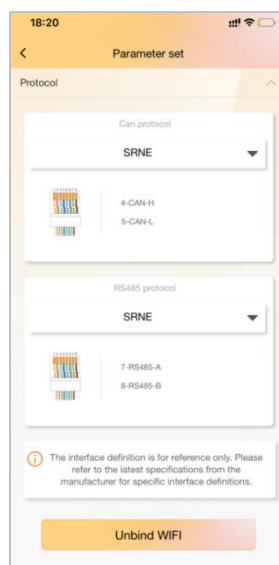 18:20
Parameter set
Protocol
Can protocol
SRNE
4-CAN-H
5-CAN-L
RS485 protocol
SRNE
7-RS485-A
8-RS485-B
The interface definition is for reference only. Please
refer to the latest specifications from the
manufacturer for specific interface definitions.
Unbind WIFI